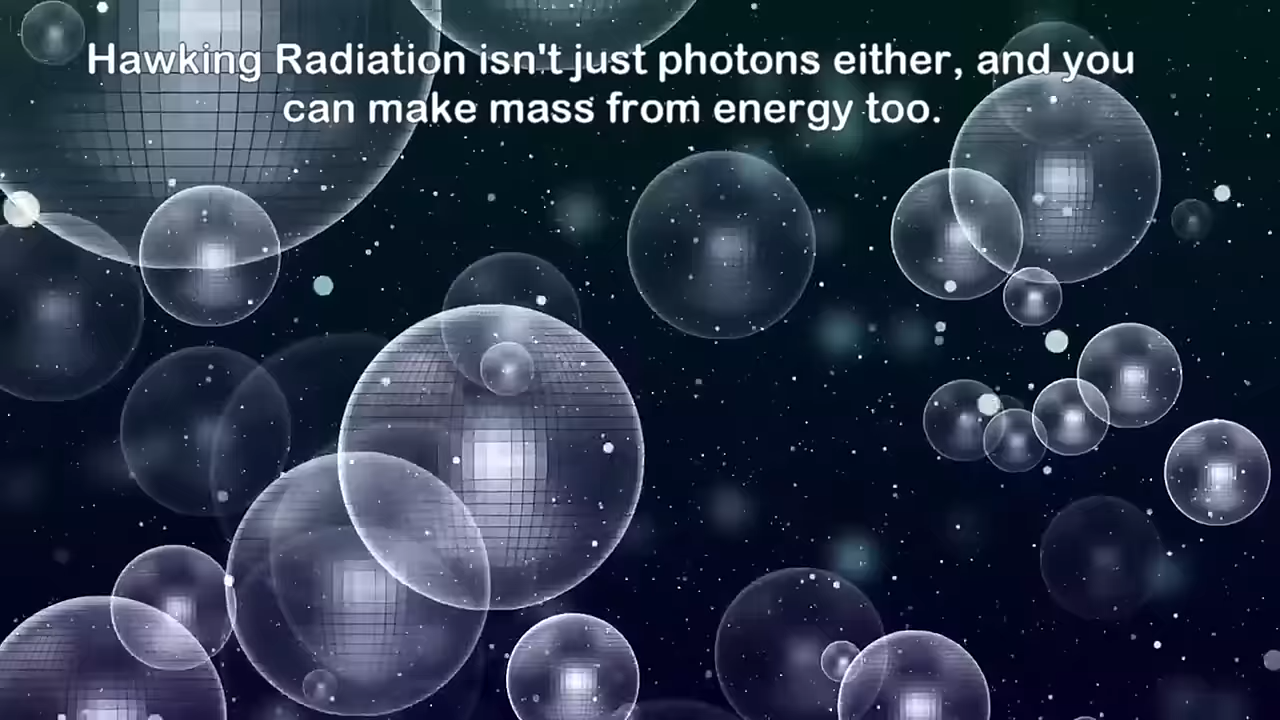 Hawking Radiation isn't just photons either, and you
can make mass from energy too.